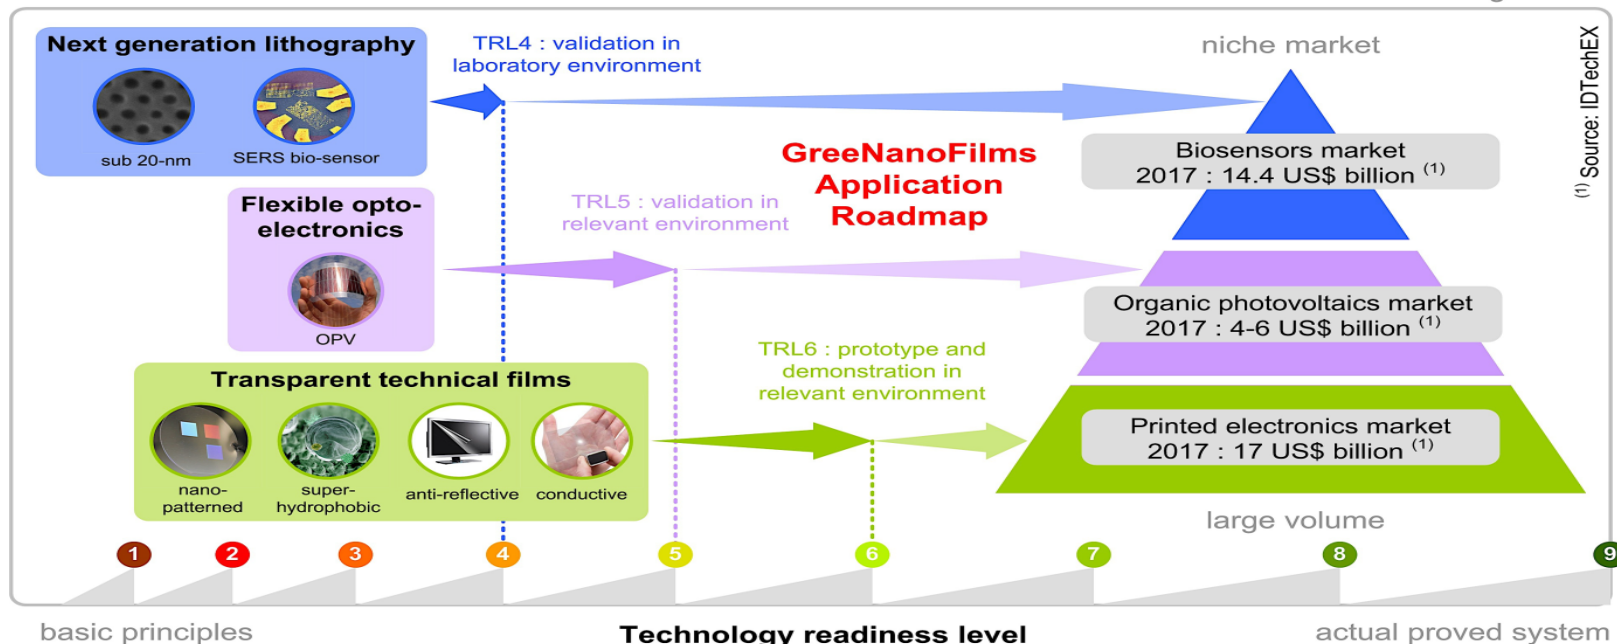 Next generation lithography
sub 20-nm
SERS bio-sensor
TRL4 : validation in
laboratory environment
niche market
(1) Source: IDTechEX
GreeNanoFilms
Application
Roadmap
Biosensors market
2017 : 14.4 US$ billion (1)
Flexible opto-
electronics
OPV
TRL5 : validation in
relevant environment
Organic photovoltaics market
2017 : 4-6 US$ billion (1)
Transparent technical films
nano-
patterned
super-
hydrophobic
anti-reflective
conductive
TRL6 : prototype and
demonstration in
relevant environment
Printed electronics market
2017 : 17 US$ billion (1)
large volume
1 2 3 4 5 6 7 8 9
basic principles
Technology readiness level
actual proved system